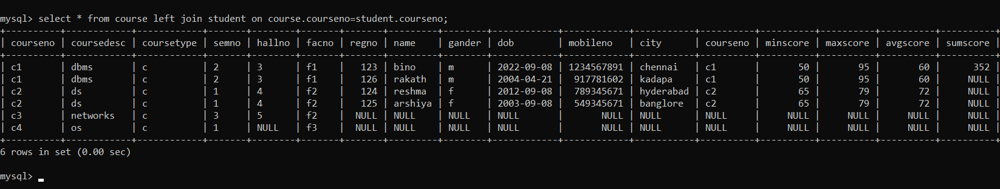 mysql> select * from course left join student on course.courseno=student.courseno;
+----------+------------+------------+-------+--------+-------+-------+---------+--------+------------+------------+-----------+----------+----------+----------+----------+----------+
| courseno | coursedesc | coursetype | semno | hallno | facno | regno | name    | gander | dob        | mobileno   | city      | courseno | minscore | maxscore | avgscore | sumscore |
+----------+------------+------------+-------+--------+-------+-------+---------+--------+------------+------------+-----------+----------+----------+----------+----------+----------+
| c1       | dbms       | c          | 2     | 3      | f1    |   123 | bino    | m      | 2022-09-08 | 1234567891 | chennai   | c1       |       50 |       95 |       60 |      352 |
| c1       | dbms       | c          | 2     | 3      | f1    |   126 | rakath  | m      | 2004-04-21 |  917781602 | kadapa    | c1       |       50 |       95 |       60 |     NULL |
| c2       | ds         | c          | 1     | 4      | f2    |   124 | reshma  | f      | 2012-09-08 |  789345671 | hyderabad | c2       |       65 |       79 |       72 |     NULL |
| c2       | ds         | c          | 1     | 4      | f2    |   125 | arshiya | f      | 2003-09-08 |  549345671 | banglore  | c2       |       65 |       79 |       72 |     NULL |
| c3       | networks   | c          | 3     | 5      | f2    |  NULL | NULL    | NULL   | NULL       |       NULL | NULL      | NULL     |     NULL |     NULL |     NULL |     NULL |
| c4       | os         | c          | 1     | NULL   | f3    |  NULL | NULL    | NULL   | NULL       |       NULL | NULL      | NULL     |     NULL |     NULL |     NULL |     NULL |
+----------+------------+------------+-------+--------+-------+-------+---------+--------+------------+------------+-----------+----------+----------+----------+----------+----------+
6 rows in set (0.00 sec)
mysql>